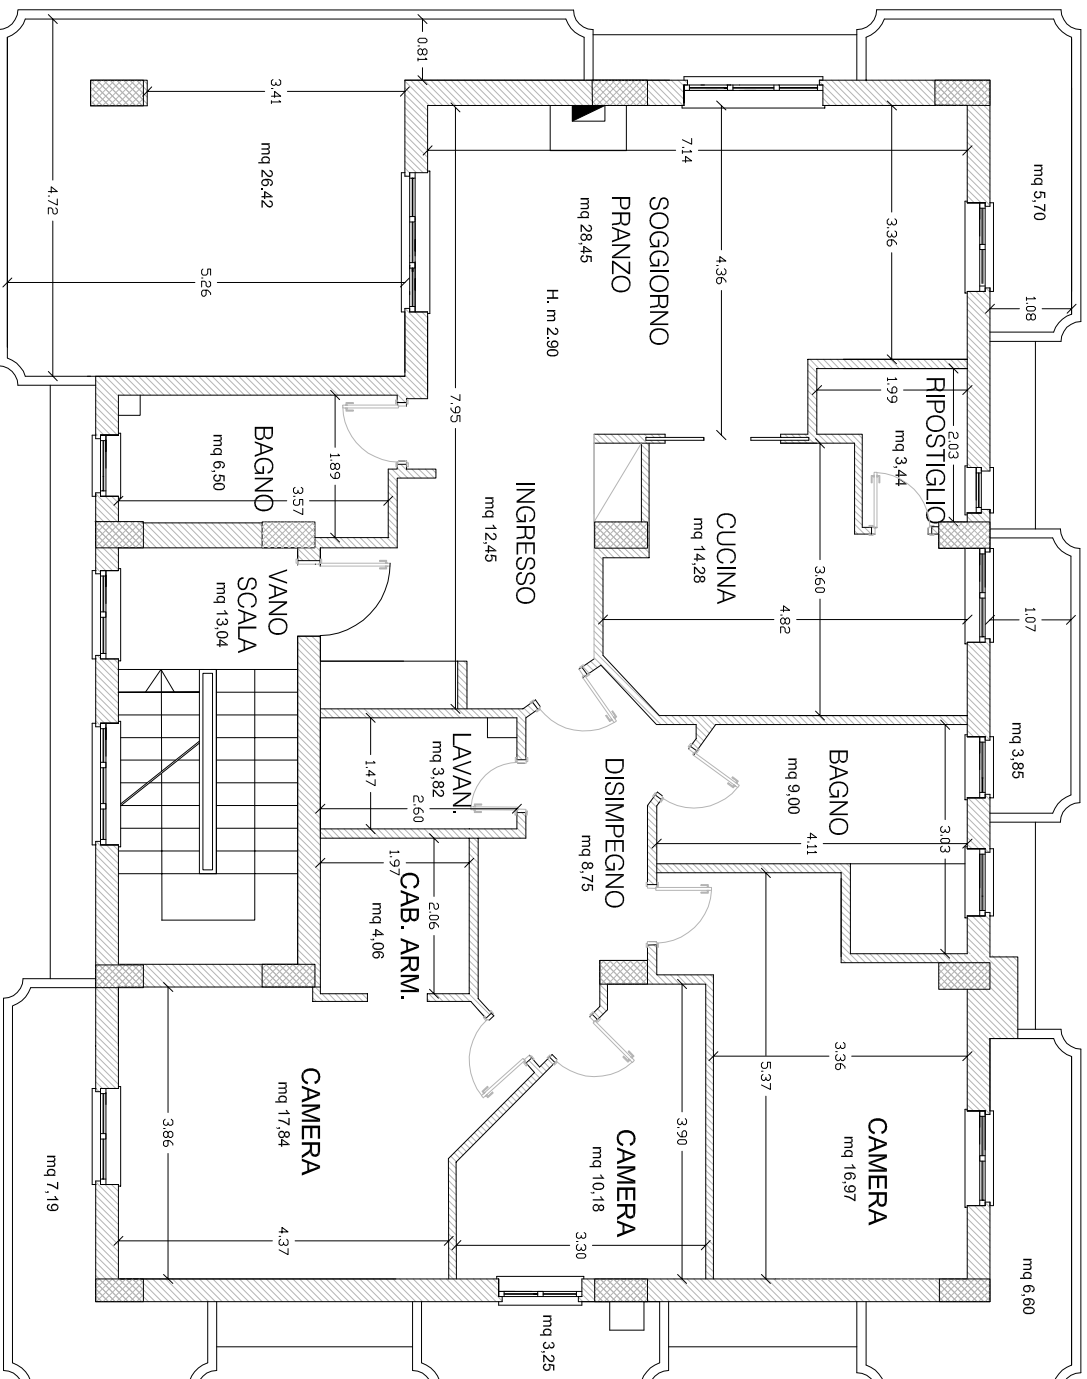 0.81
3.41
mq 26.42
4.72
5.26
7.14
mq 5,70
3.36
4.36
1.08
SOGGIORNO
PRANZO
mq 28,45
H. m 2.90
7.95
RIPOSTIGLIO
mq 3,44
1.99
2.03
BAGNO
mq 6,50
1.89
3.57
INGRESSO
mq 12,45
CUCINA
mq 14,28
3.60
4.82
1.07
VANO
SCALA
mq 13,04
mq 3,85
LAVAN.
mq 3,82
1.47
2.60
DISIMPEGNO
mq 8,75
BAGNO
mq 9,00
4.11
3.03
CAB. ARM.
mq 4,06
1.97
2.06
CAMERA
mq 17,84
3.86
4.37
mq 7,19
CAMERA
mq 10,18
3.90
3.30
CAMERA
mq 16,97
3.36
5.37
mq 6,60
mq 3,25